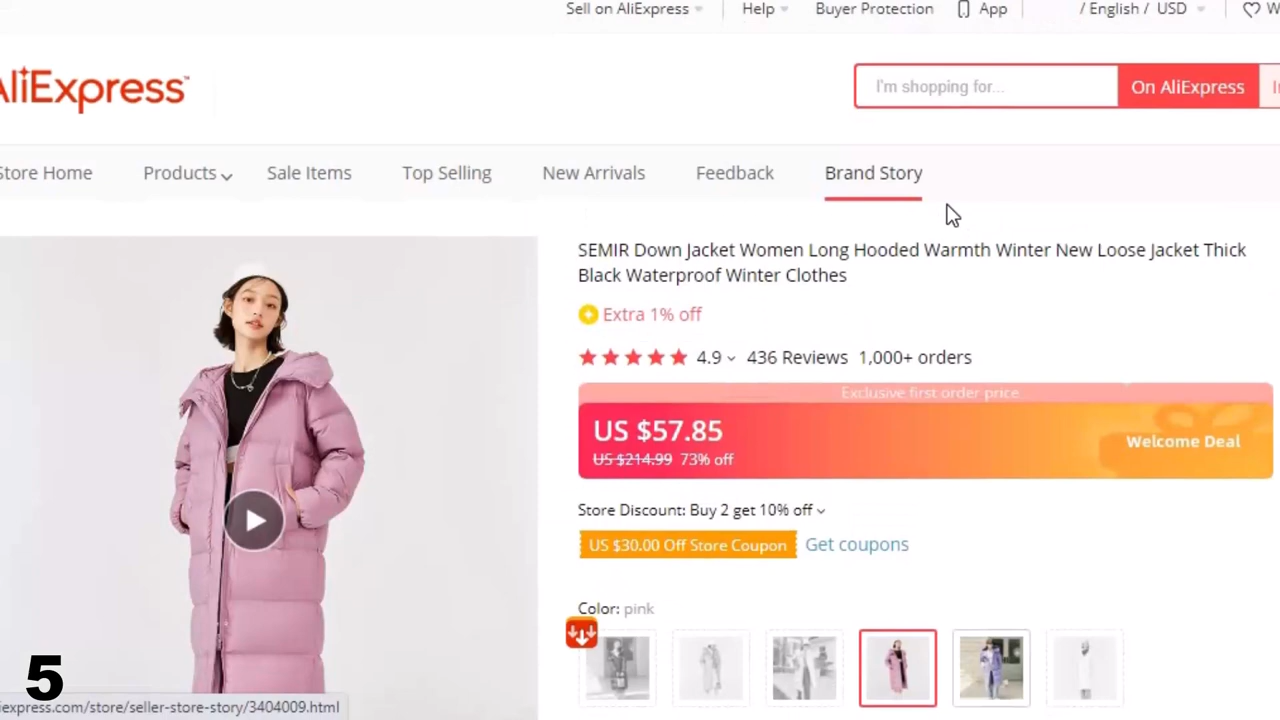 Sell on AliExpress
Help
Buyer Protection
App
/ English / USD
AliExpress™
I'm shopping for...
On AliExpress
Store Home
Products
Sale Items
Top Selling
New Arrivals
Feedback
Brand Story
SEMIR Down Jacket Women Long Hooded Warmth Winter New Loose Jacket Thick
Black Waterproof Winter Clothes
Extra 1% off
4.9
436 Reviews
1,000+ orders
Exclusive first order price
US $57.85
US $214.99 73% off
Welcome Deal
Store Discount: Buy 2 get 10% off
US $30.00 Off Store Coupon
Get coupons
Color: pink
5
iexpress.com/store/seller-store-story/3404009.html